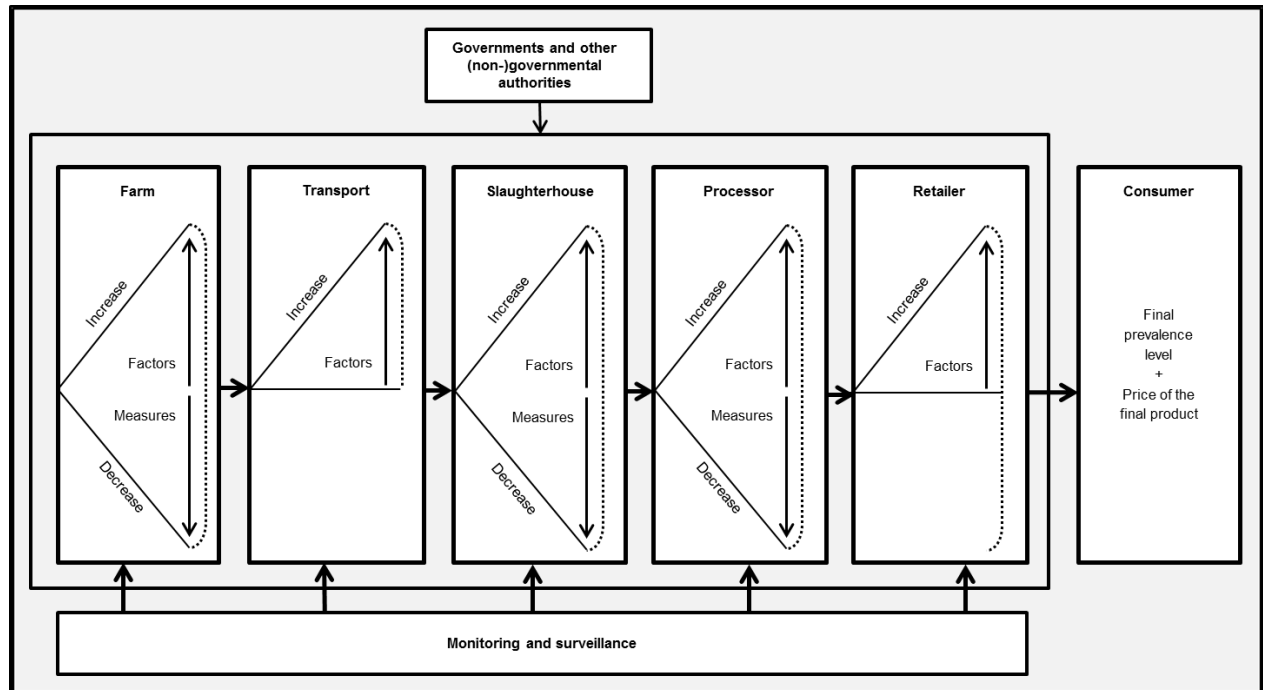 Governments and other
(non-)governmental
authorities
Farm
Increase
Factors
Measures
Decrease
Transport
Increase
Factors
Slaughterhouse
Increase
Factors
Measures
Decrease
Processor
Increase
Factors
Measures
Decrease
Retailer
Increase
Factors
Consumer
Final
prevalence
level
+
Price of the
final product
Monitoring and surveillance